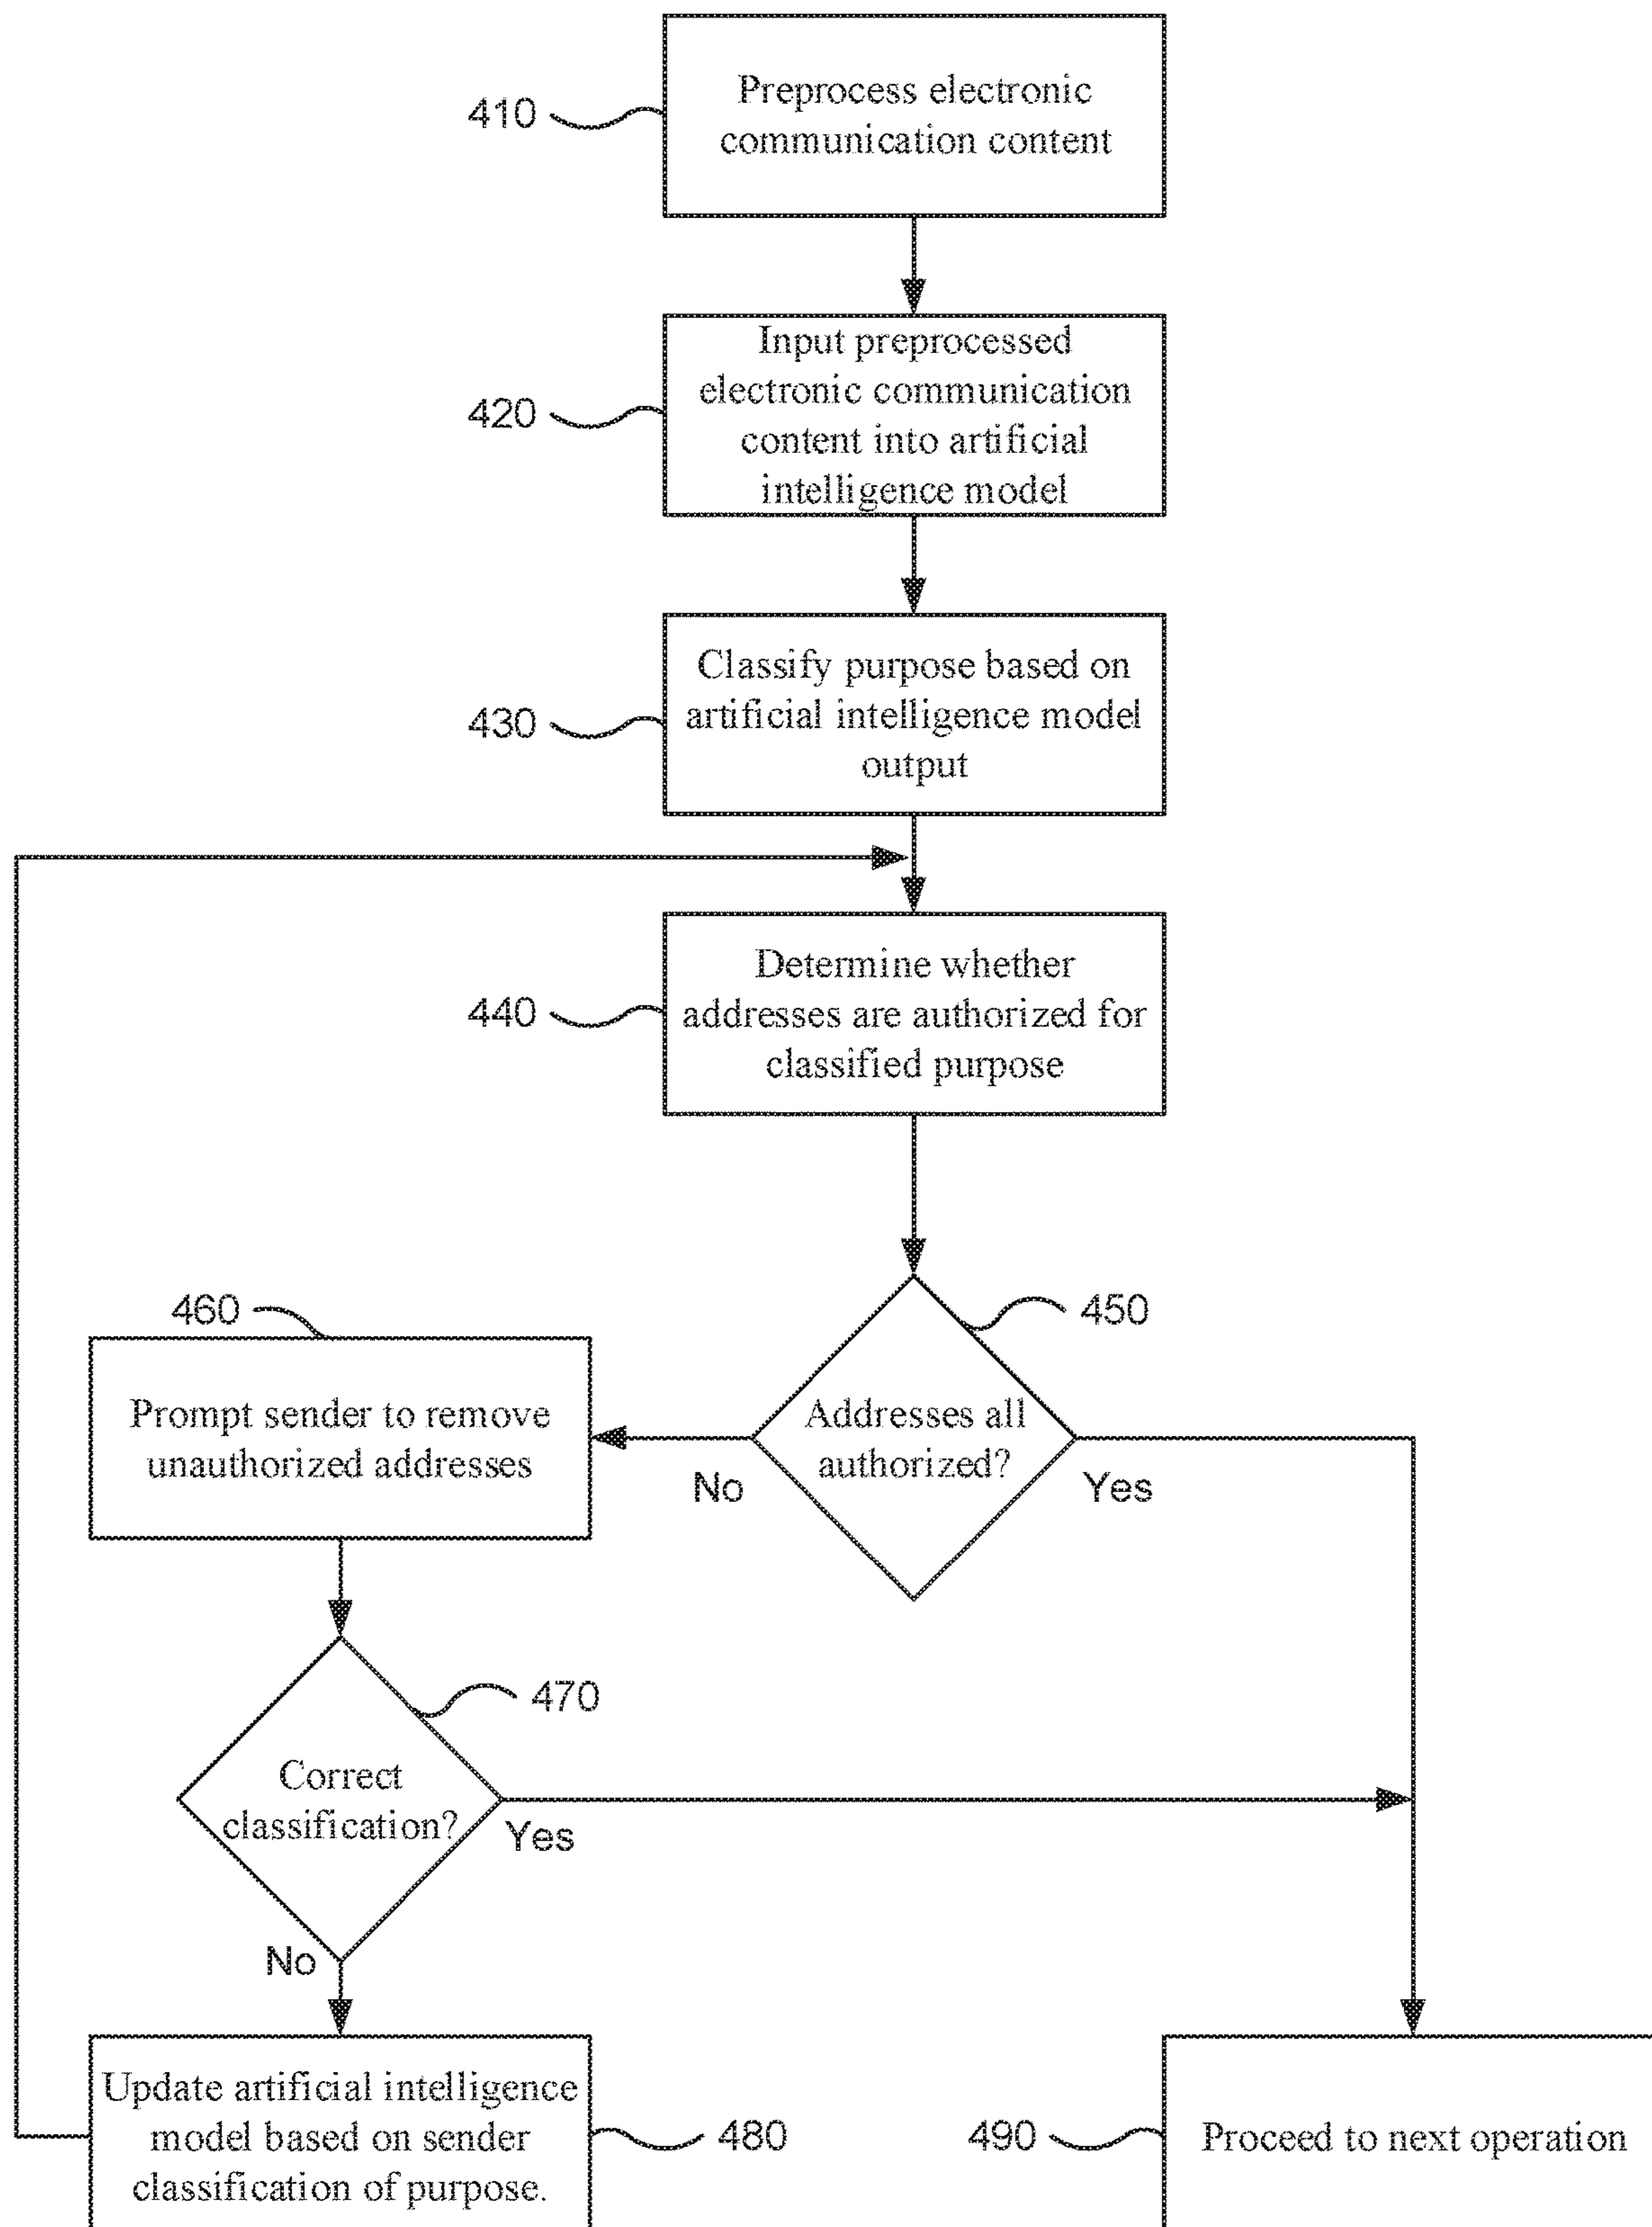 410
Preprocess electronic
communication content
420
Input preprocessed
electronic communication
content into artificial
intelligence model
430
Classify purpose based on
artificial intelligence model
output
440
Determine whether
addresses are authorized for
classified purpose
450
Addresses all
authorized?
No
Yes
460
Prompt sender to remove
unauthorized addresses
470
Correct
classification?
Yes
No
Update artificial intelligence
model based on sender
classification of purpose.
480
490
Proceed to next operation